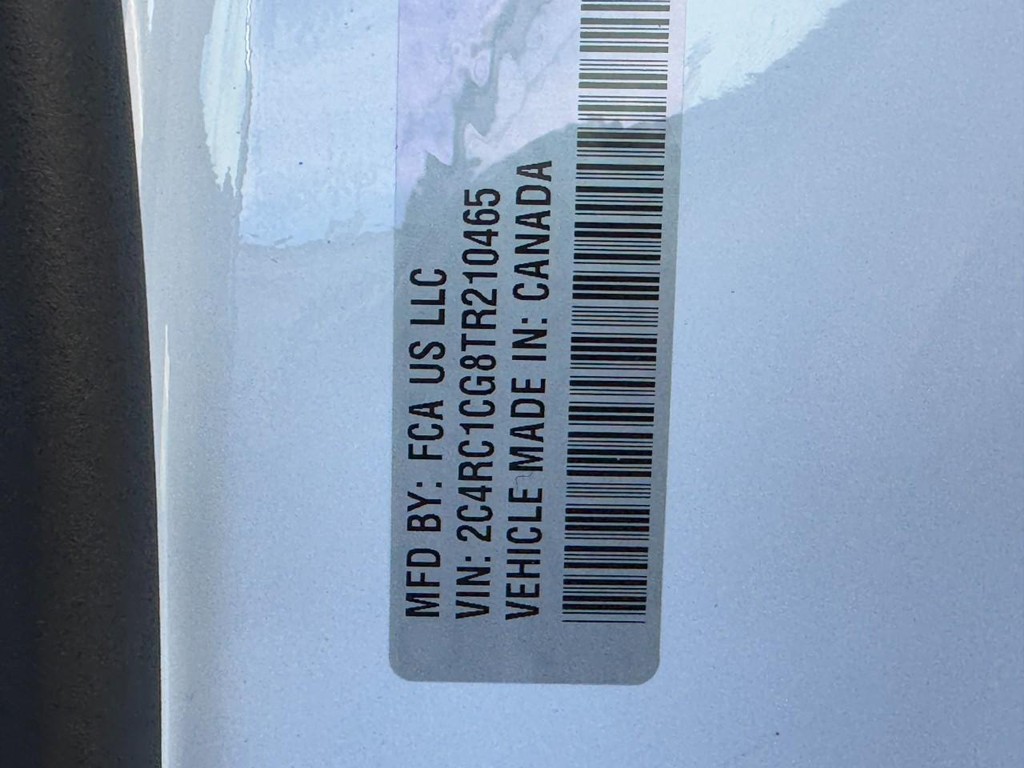 MFD BY: FCA US LLC
VIN: 2C4RC1CG8TR210465
VEHICLE MADE IN: CANADA